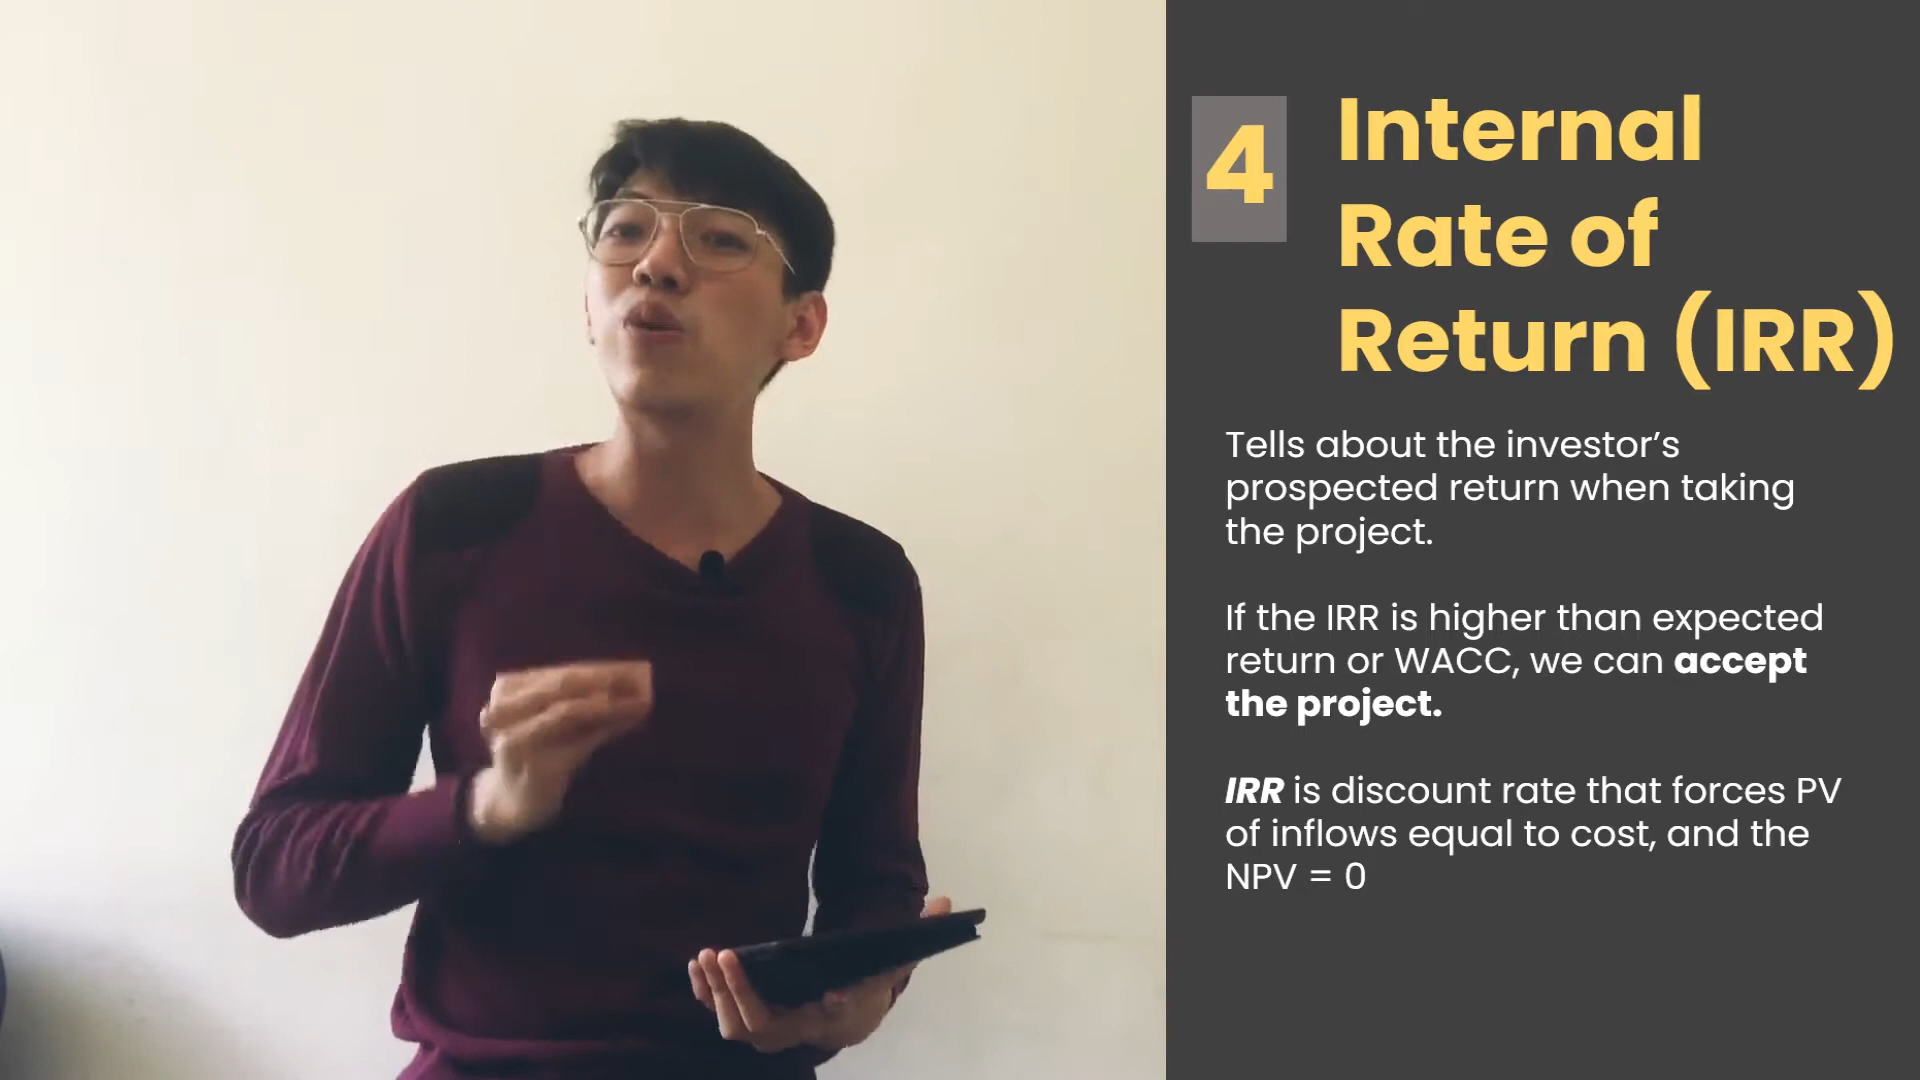 4
Internal
Rate of
Return (IRR)
Tells about the investor’s
prospected return when taking
the project.
If the IRR is higher than expected
return or WACC, we can accept
the project.
IRR is discount rate that forces PV
of inflows equal to cost, and the
NPV = 0